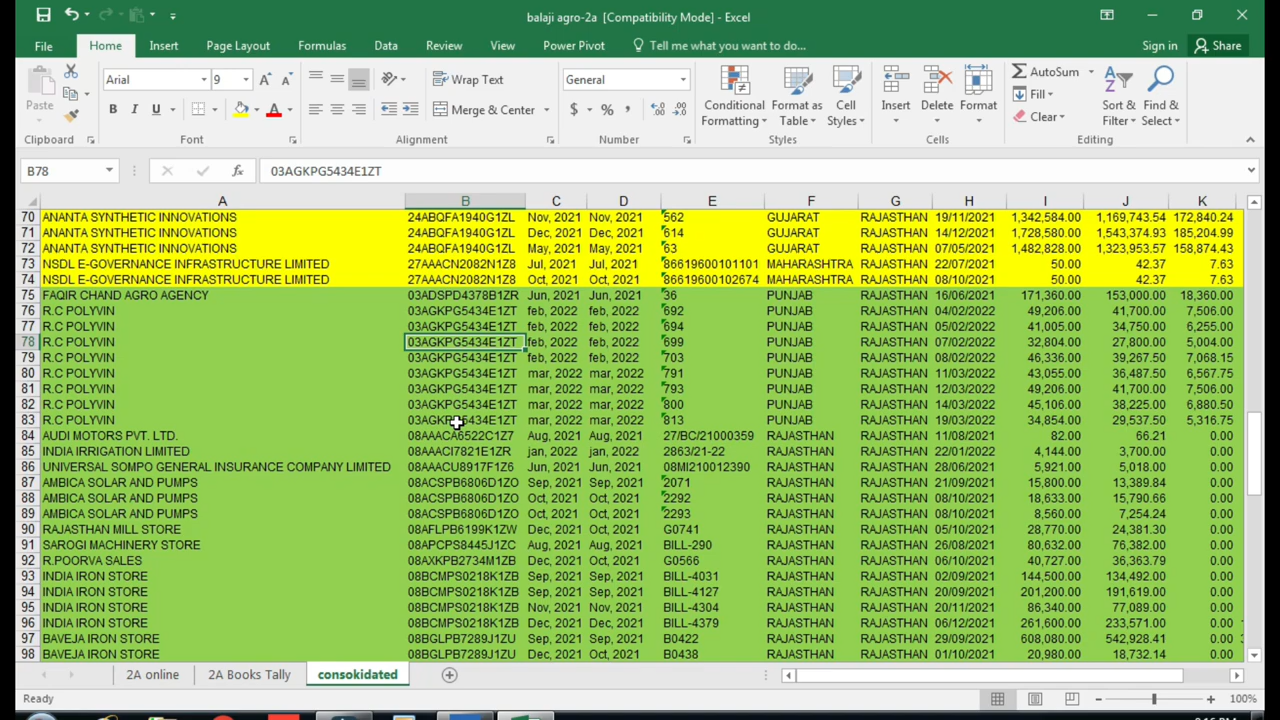 balaji agro-2a [Compatibility Mode] - Excel
File Home Insert Page Layout Formulas Data Review View Power Pivot Tell me what you want to do... Sign in Share
Paste Arial 9 Wrap Text General Conditional Formatting Format as Table Cell Styles Insert Delete Format AutoSum Sort & Filter Find & Select
B I U A Merge & Center $ % , Fill Clear
Clipboard Font Alignment Number Styles Cells Editing
B78 fx 03AGKPG5434E1ZT
A B C D E F G H I J K
70 ANANTA SYNTHETIC INNOVATIONS 24ABQFA1940G1ZL Nov, 2021 Nov, 2021 562 GUJARAT RAJASTHAN 19/11/2021 1,342,584.00 1,169,743.54 172,840.24
71 ANANTA SYNTHETIC INNOVATIONS 24ABQFA1940G1ZL Dec, 2021 Dec, 2021 614 GUJARAT RAJASTHAN 14/12/2021 1,728,580.00 1,543,374.93 185,204.99
72 ANANTA SYNTHETIC INNOVATIONS 24ABQFA1940G1ZL May, 2021 May, 2021 63 GUJARAT RAJASTHAN 07/05/2021 1,482,828.00 1,323,953.57 158,874.43
73 NSDL E-GOVERNANCE INFRASTRUCTURE LIMITED 27AAACN2082N1Z8 Jul, 2021 Jul, 2021 86619600101101 MAHARASHTRA RAJASTHAN 22/07/2021 50.00 42.37 7.63
74 NSDL E-GOVERNANCE INFRASTRUCTURE LIMITED 27AAACN2082N1Z8 Oct, 2021 Oct, 2021 86619600102674 MAHARASHTRA RAJASTHAN 08/10/2021 50.00 42.37 7.63
75 FAQIR CHAND AGRO AGENCY 03ADSPD4378B1ZR Jun, 2021 Jun, 2021 36 PUNJAB RAJASTHAN 16/06/2021 171,360.00 153,000.00 18,360.00
76 R.C POLYVIN 03AGKPG5434E1ZT feb, 2022 feb, 2022 692 PUNJAB RAJASTHAN 04/02/2022 49,206.00 41,700.00 7,506.00
77 R.C POLYVIN 03AGKPG5434E1ZT feb, 2022 feb, 2022 694 PUNJAB RAJASTHAN 05/02/2022 41,005.00 34,750.00 6,255.00
78 R.C POLYVIN 03AGKPG5434E1ZT feb, 2022 feb, 2022 699 PUNJAB RAJASTHAN 07/02/2022 32,804.00 27,800.00 5,004.00
79 R.C POLYVIN 03AGKPG5434E1ZT feb, 2022 feb, 2022 703 PUNJAB RAJASTHAN 08/02/2022 46,336.00 39,267.50 7,068.15
80 R.C POLYVIN 03AGKPG5434E1ZT mar, 2022 mar, 2022 791 PUNJAB RAJASTHAN 11/03/2022 43,055.00 36,487.50 6,567.75
81 R.C POLYVIN 03AGKPG5434E1ZT mar, 2022 mar, 2022 793 PUNJAB RAJASTHAN 12/03/2022 49,206.00 41,700.00 7,506.00
82 R.C POLYVIN 03AGKPG5434E1ZT mar, 2022 mar, 2022 800 PUNJAB RAJASTHAN 14/03/2022 45,106.00 38,225.00 6,880.50
83 R.C POLYVIN 03AGKPG5434E1ZT mar, 2022 mar, 2022 813 PUNJAB RAJASTHAN 19/03/2022 34,854.00 29,537.50 5,316.75
84 AUDI MOTORS PVT. LTD. 08AAACA6522C1Z7 Aug, 2021 Aug, 2021 27/BC/21000359 RAJASTHAN RAJASTHAN 11/08/2021 82.00 66.21 0.00
85 INDIA IRRIGATION LIMITED 08AAACI7821E1ZR jan, 2022 jan, 2022 2863/21-22 RAJASTHAN RAJASTHAN 22/01/2022 4,144.00 3,700.00 0.00
86 UNIVERSAL SOMPO GENERAL INSURANCE COMPANY LIMITED 08AAACU8917F1Z6 Jun, 2021 Jun, 2021 08MI210012390 RAJASTHAN RAJASTHAN 28/06/2021 5,921.00 5,018.00 0.00
87 AMBICA SOLAR AND PUMPS 08ACSPB6806D1ZO Sep, 2021 Sep, 2021 2071 RAJASTHAN RAJASTHAN 21/09/2021 15,800.00 13,389.84 0.00
88 AMBICA SOLAR AND PUMPS 08ACSPB6806D1ZO Oct, 2021 Oct, 2021 2292 RAJASTHAN RAJASTHAN 08/10/2021 18,633.00 15,790.66 0.00
89 AMBICA SOLAR AND PUMPS 08ACSPB6806D1ZO Oct, 2021 Oct, 2021 2293 RAJASTHAN RAJASTHAN 08/10/2021 8,560.00 7,254.24 0.00
90 RAJASTHAN MILL STORE 08AFLPB6199K1ZW Dec, 2021 Oct, 2021 G0741 RAJASTHAN RAJASTHAN 05/10/2021 28,770.00 24,381.30 0.00
91 SAROGI MACHINERY STORE 08APCPS8445J1ZC Aug, 2021 Aug, 2021 BILL-290 RAJASTHAN RAJASTHAN 26/08/2021 80,632.00 76,382.00 0.00
92 R.POORVA SALES 08AXKPB2734M1ZB Dec, 2021 Oct, 2021 G0566 RAJASTHAN RAJASTHAN 06/10/2021 40,727.00 36,363.79 0.00
93 INDIA IRON STORE 08BCMPS0218K1ZB Sep, 2021 Sep, 2021 BILL-4031 RAJASTHAN RAJASTHAN 02/09/2021 144,500.00 134,492.00 0.00
94 INDIA IRON STORE 08BCMPS0218K1ZB Sep, 2021 Sep, 2021 BILL-4127 RAJASTHAN RAJASTHAN 20/09/2021 201,200.00 191,619.00 0.00
95 INDIA IRON STORE 08BCMPS0218K1ZB Nov, 2021 Nov, 2021 BILL-4304 RAJASTHAN RAJASTHAN 20/11/2021 86,340.00 77,089.00 0.00
96 INDIA IRON STORE 08BCMPS0218K1ZB Dec, 2021 Dec, 2021 BILL-4379 RAJASTHAN RAJASTHAN 06/12/2021 261,600.00 233,571.00 0.00
97 BAVEJA IRON STORE 08BGLPB7289J1ZU Sep, 2021 Sep, 2021 B0422 RAJASTHAN RAJASTHAN 29/09/2021 608,080.00 542,928.41 0.00
98 BAVEJA IRON STORE 08BGLPB7289J1ZU Sep, 2021 Oct, 2021 B0438 RAJASTHAN RAJASTHAN 01/10/2021 20,980.00 18,732.14 0.00
2A online 2A Books Tally consokidated
Ready 100%